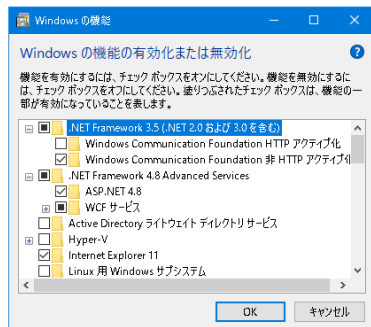 Windows の機能
Windows の機能の有効化または無効化
機能を有効にするには、チェック ボックスをオンにしてください。機能を無効にするに
は、チェック ボックスをオフにしてください。塗りつぶされたチェック ボックスは、機能の一
部が有効になっていることを表します。
.NET Framework 3.5 (.NET 2.0 および 3.0 を含む)
Windows Communication Foundation HTTP アクティブ化
Windows Communication Foundation 非 HTTP アクティブ化
.NET Framework 4.8 Advanced Services
ASP.NET 4.8
WCF サービス
Active Directory ライトウェイト ディレクトリ サービス
Hyper-V
Internet Explorer 11
Linux 用 Windows サブシステム
OK キャンセル